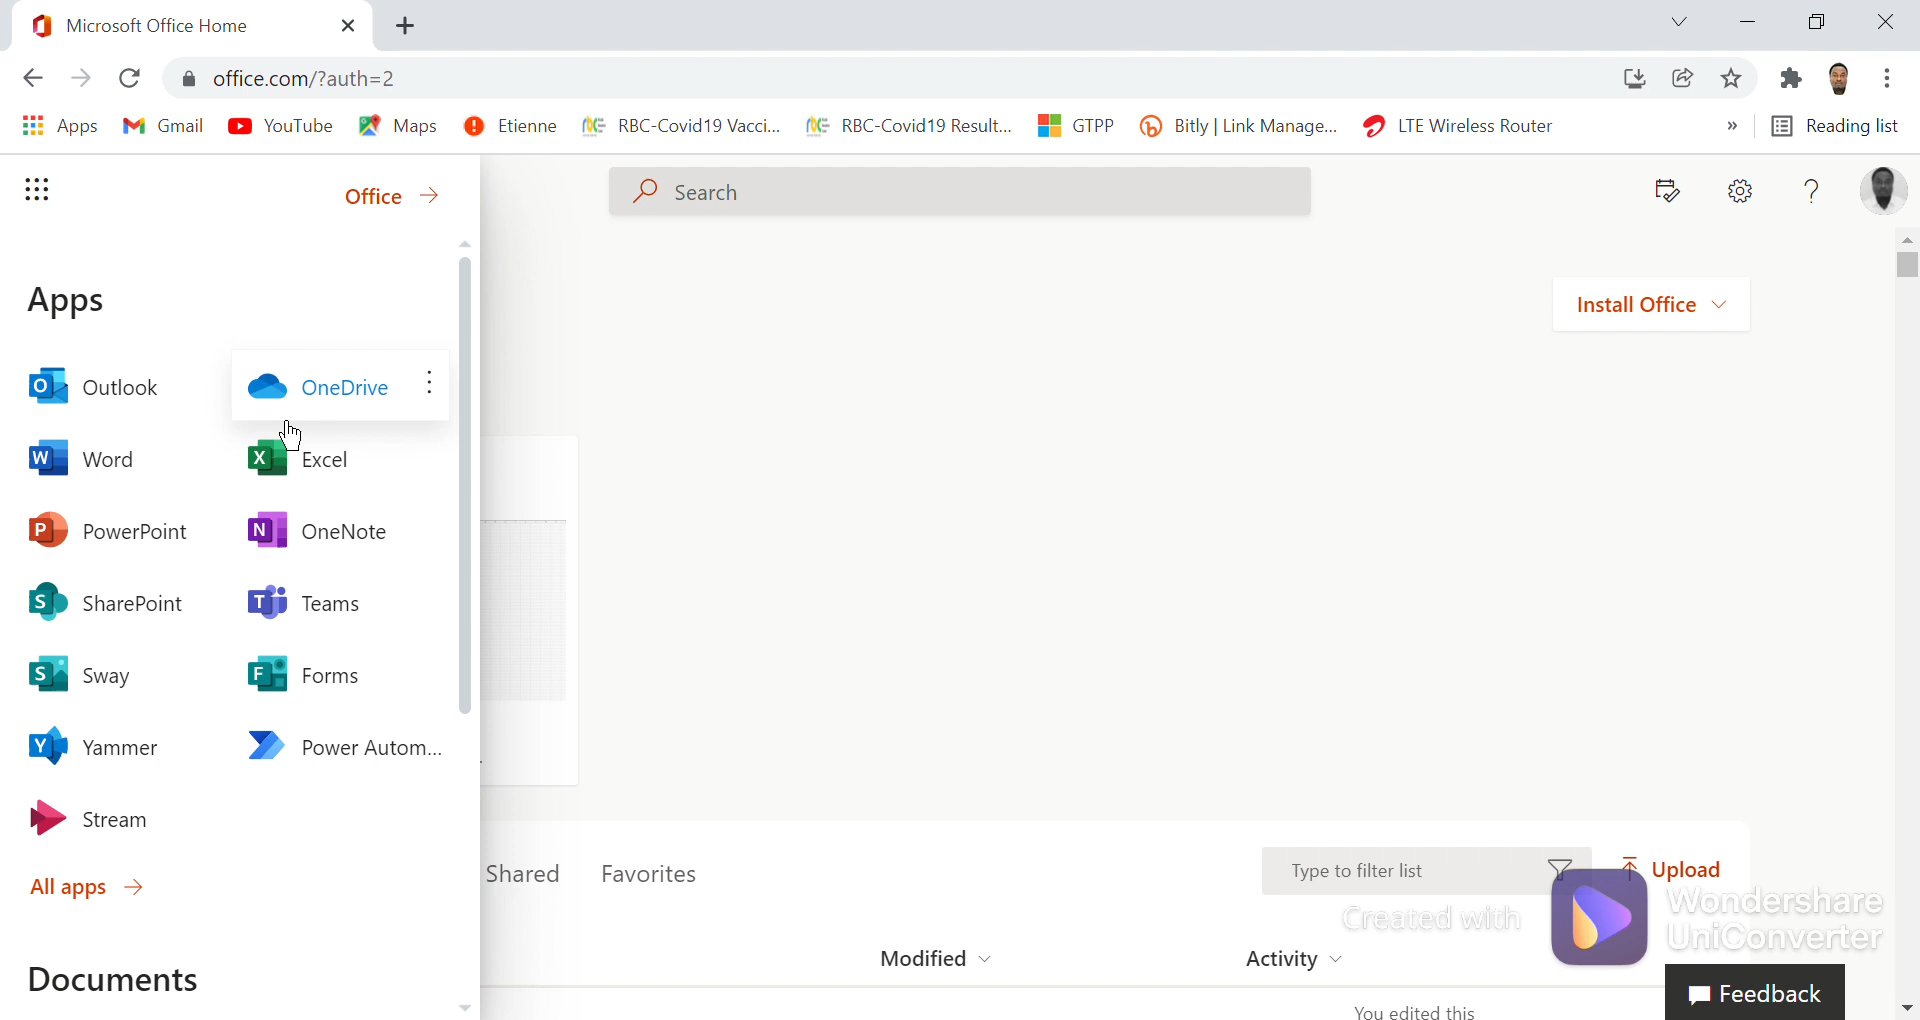 Microsoft Office Home
office.com/?auth=2
Apps Gmail YouTube Maps Etienne RBC-Covid19 Vacci... RBC-Covid19 Result... GTPP Bitly | Link Manage... LTE Wireless Router » Reading list
Office →
Search
Apps
Install Office
Outlook OneDrive
Word Excel
PowerPoint OneNote
SharePoint Teams
Sway Forms
Yammer Power Autom...
Stream
All apps →
Documents
Shared Favorites
Type to filter list
Upload
Created with
Wondershare
UniConverter
Modified Activity
You edited this
Feedback